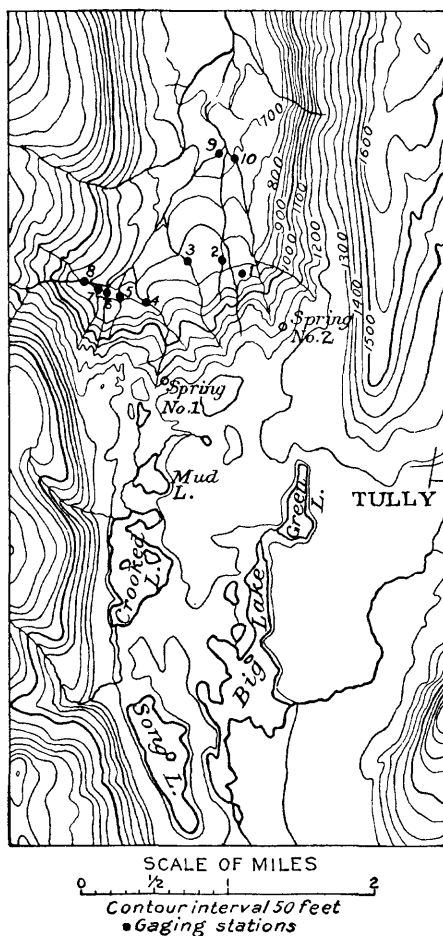 700
1600
9
10
800
900
1000
1100
1200
1300
1400
1500
3
2
1
8
7
6
5
4
Spring
No. 2
Spring
No. 1
Mud
L.
Green
L.
TULLY
Crooked
L.
Big Lake
Song
L.
SCALE OF MILES
0 1/2 1 2
Contour interval 50 feet
Gaging stations